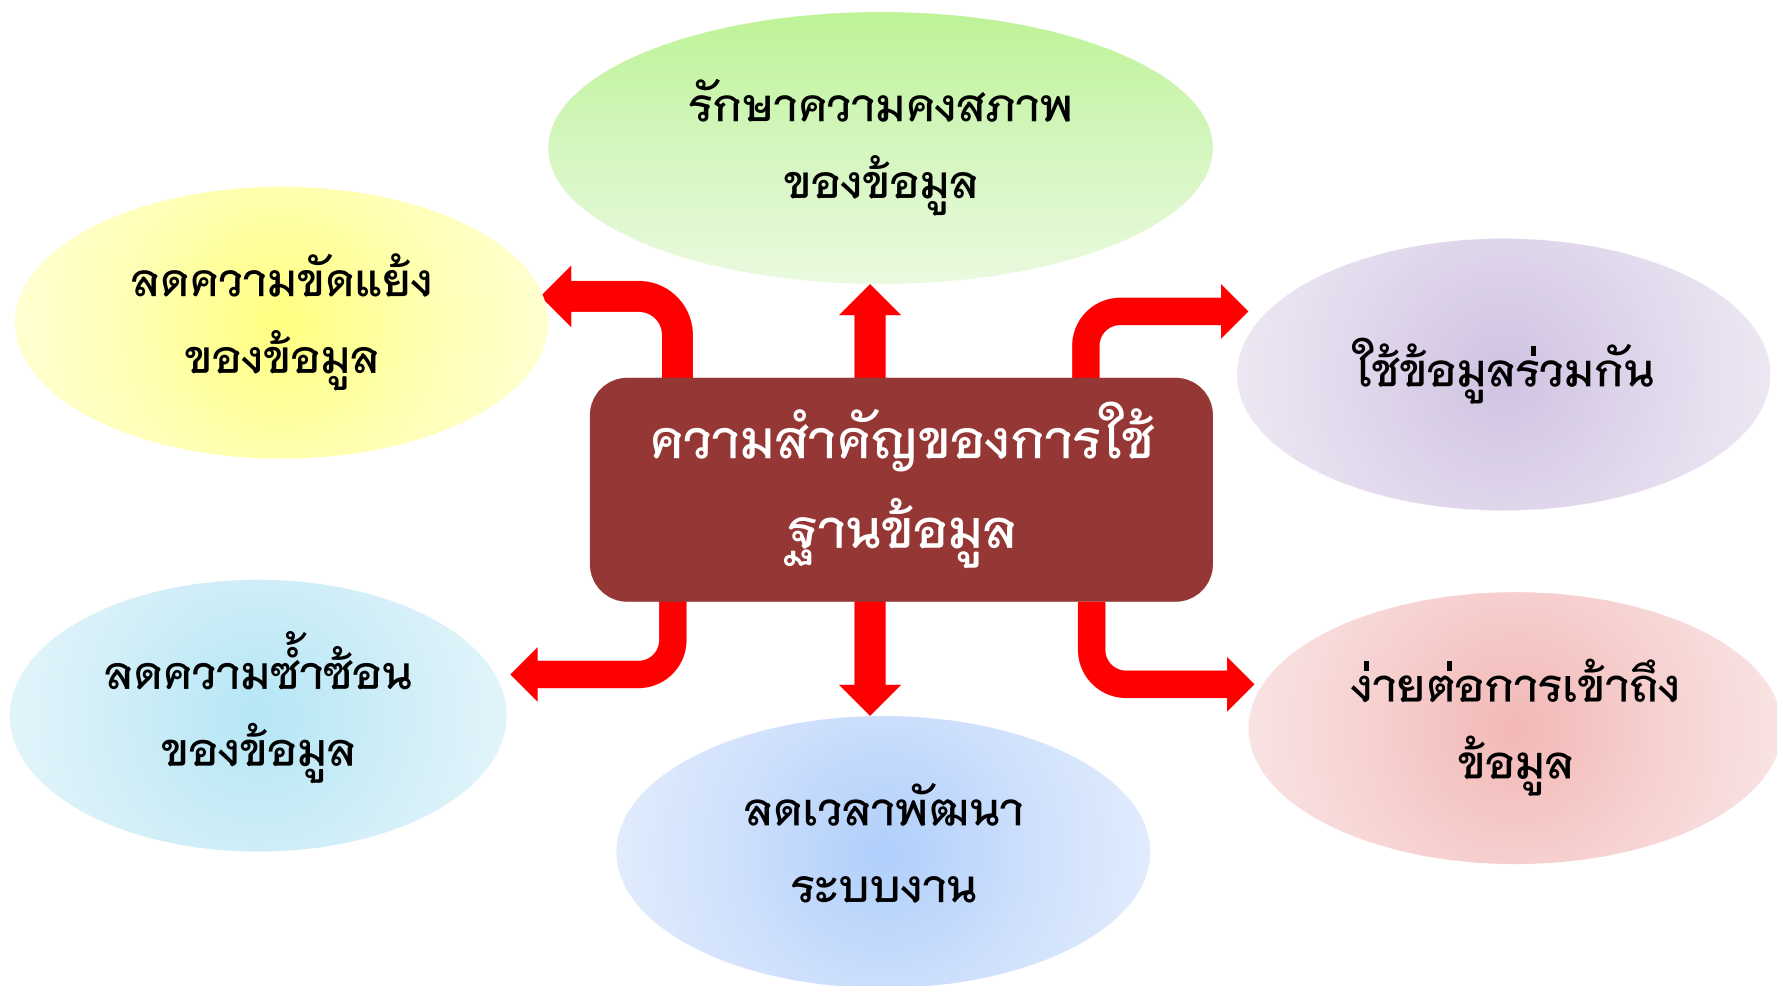 รักษาความคงสภาพ
ของข้อมูล
ลดความขัดแย้ง
ของข้อมูล
ใช้ข้อมูลร่วมกัน
ความสำคัญของการใช้
ฐานข้อมูล
ลดความซ้ำซ้อน
ของข้อมูล
ง่ายต่อการเข้าถึง
ข้อมูล
ลดเวลาพัฒนา
ระบบงาน